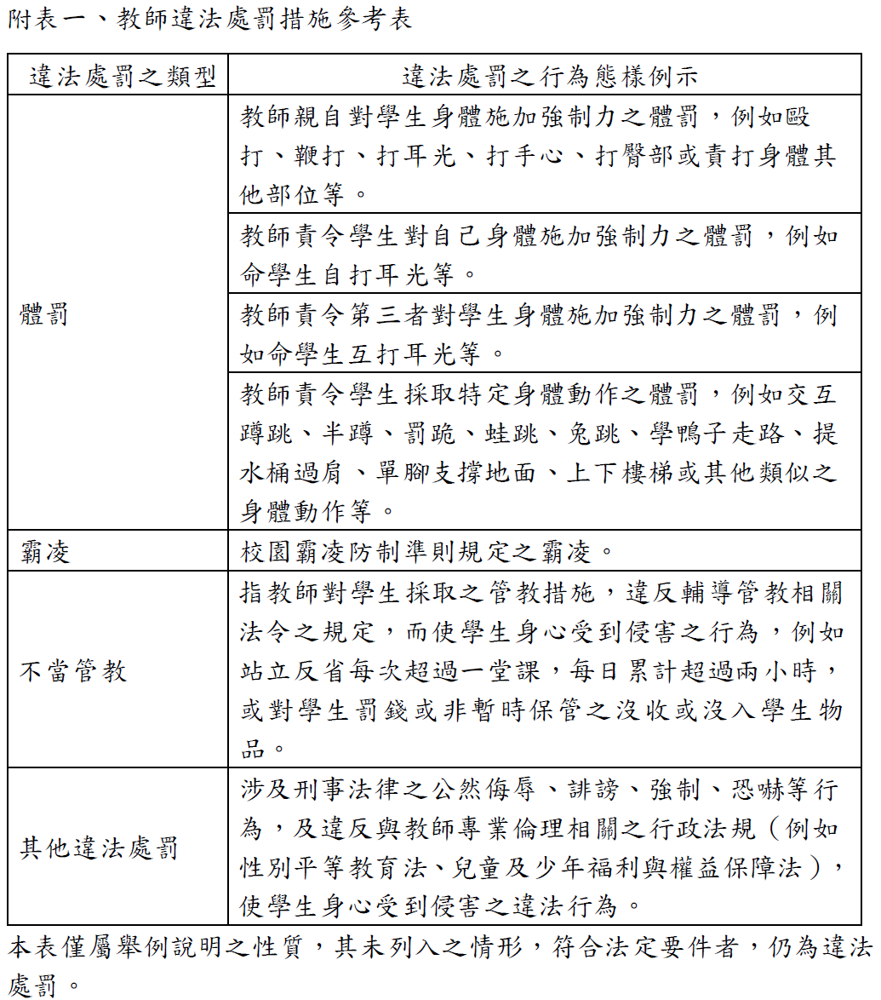 附表一、教師違法處罰措施參考表
違法處罰之類型
違法處罰之行為態樣例示
體罰
教師親自對學生身體施加強制力之體罰，例如毆
打、鞭打、打耳光、打手心、打臀部或責打身體其
他部位等。
教師責令學生對自己身體施加強制力之體罰，例如
命學生自打耳光等。
教師責令第三者對學生身體施加強制力之體罰，例
如命學生互打耳光等。
教師責令學生採取特定身體動作之體罰，例如交互
蹲跳、半蹲、罰跪、蛙跳、兔跳、學鴨子走路、提
水桶過肩、單腳支撐地面、上下樓梯或其他類似之
身體動作等。
霸凌
校園霸凌防制準則規定之霸凌。
不當管教
指教師對學生採取之管教措施，違反輔導管教相關
法令之規定，而使學生身心受到侵害之行為，例如
站立反省每次超過一堂課，每日累計超過兩小時，
或對學生罰錢或非暫時保管之沒收或沒入學生物
品。
其他違法處罰
涉及刑事法律之公然侮辱、誹謗、強制、恐嚇等行
為，及違反與教師專業倫理相關之行政法規（例如
性別平等教育法、兒童及少年福利與權益保障法），
使學生身心受到侵害之違法行為。
本表僅屬舉例說明之性質，其未列入之情形，符合法定要件者，仍為違法
處罰。